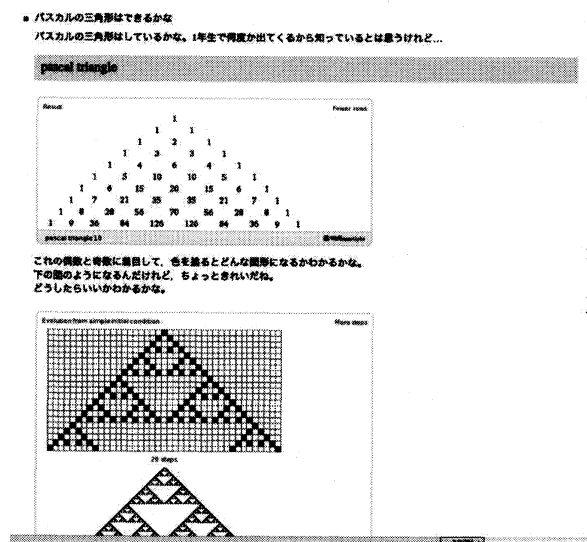 ■ パスカルの三角形はできるかな
パスカルの三角形はしているかな。1年生で何度か出てくるから知っているとは思うけれど…
pascal triangle
Result
Fewer rows
1
1 1
1 2 1
1 3 3 1
1 4 6 4 1
1 5 10 10 5 1
1 6 15 20 15 6 1
1 7 21 35 35 21 7 1
1 8 28 56 70 56 28 8 1
1 9 36 84 126 126 84 36 9 1
pascal triangle 10
これの偶数と奇数に着目して，色を塗るとどんな図形になるかわかるかな。
下の図のようになるんだけれど，ちょっときれいだね。
どうしたらいいかわかるかな。
Evolution from simple initial condition
More steps
20 steps